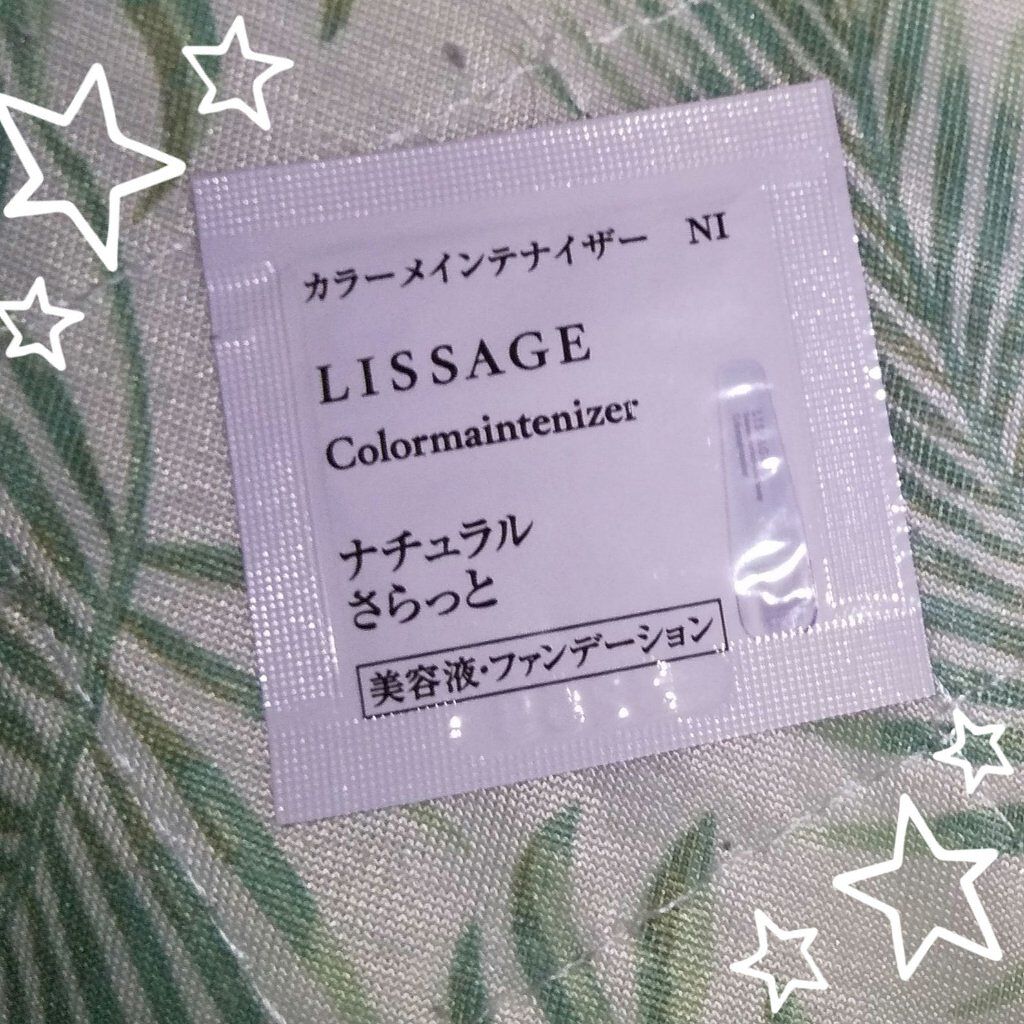 カラーメインテナイザー　NI
LISSAGE
Colormaintenizer
ナチュラル
さらっと
美容液・ファンデーション